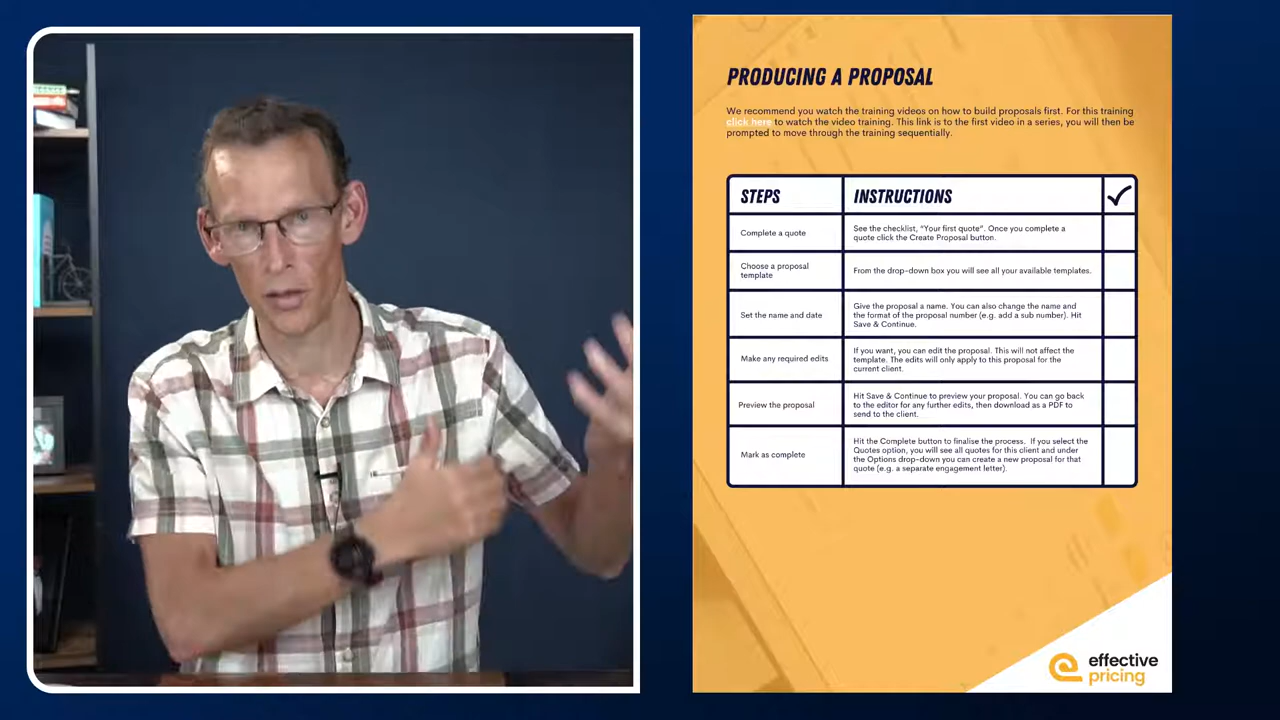 PRODUCING A PROPOSAL
We recommend you watch the training videos on how to build proposals first. For this training
click here to watch the video training. This link is to the first video in a series, you will then be
prompted to move through the training sequentially.
STEPS
INSTRUCTIONS
Complete a quote
See the checklist, “Your first quote”. Once you complete a
quote click the Create Proposal button.
Choose a proposal
template
From the drop-down box you will see all your available templates.
Set the name and date
Give the proposal a name. You can also change the name and
the format of the proposal number (e.g. add a sub number). Hit
Save & Continue.
Make any required edits
If you want, you can edit the proposal. This will not affect the
template. The edits will only apply to this proposal for the
current client.
Preview the proposal
Hit Save & Continue to preview your proposal. You can go back
to the editor for any further edits, then download as a PDF to
send to the client.
Mark as complete
Hit the Complete button to finalise the process. If you select the
Quotes option, you will see all quotes for this client and under
the Options drop-down you can create a new proposal for that
quote (e.g. a separate engagement letter).
effective
pricing